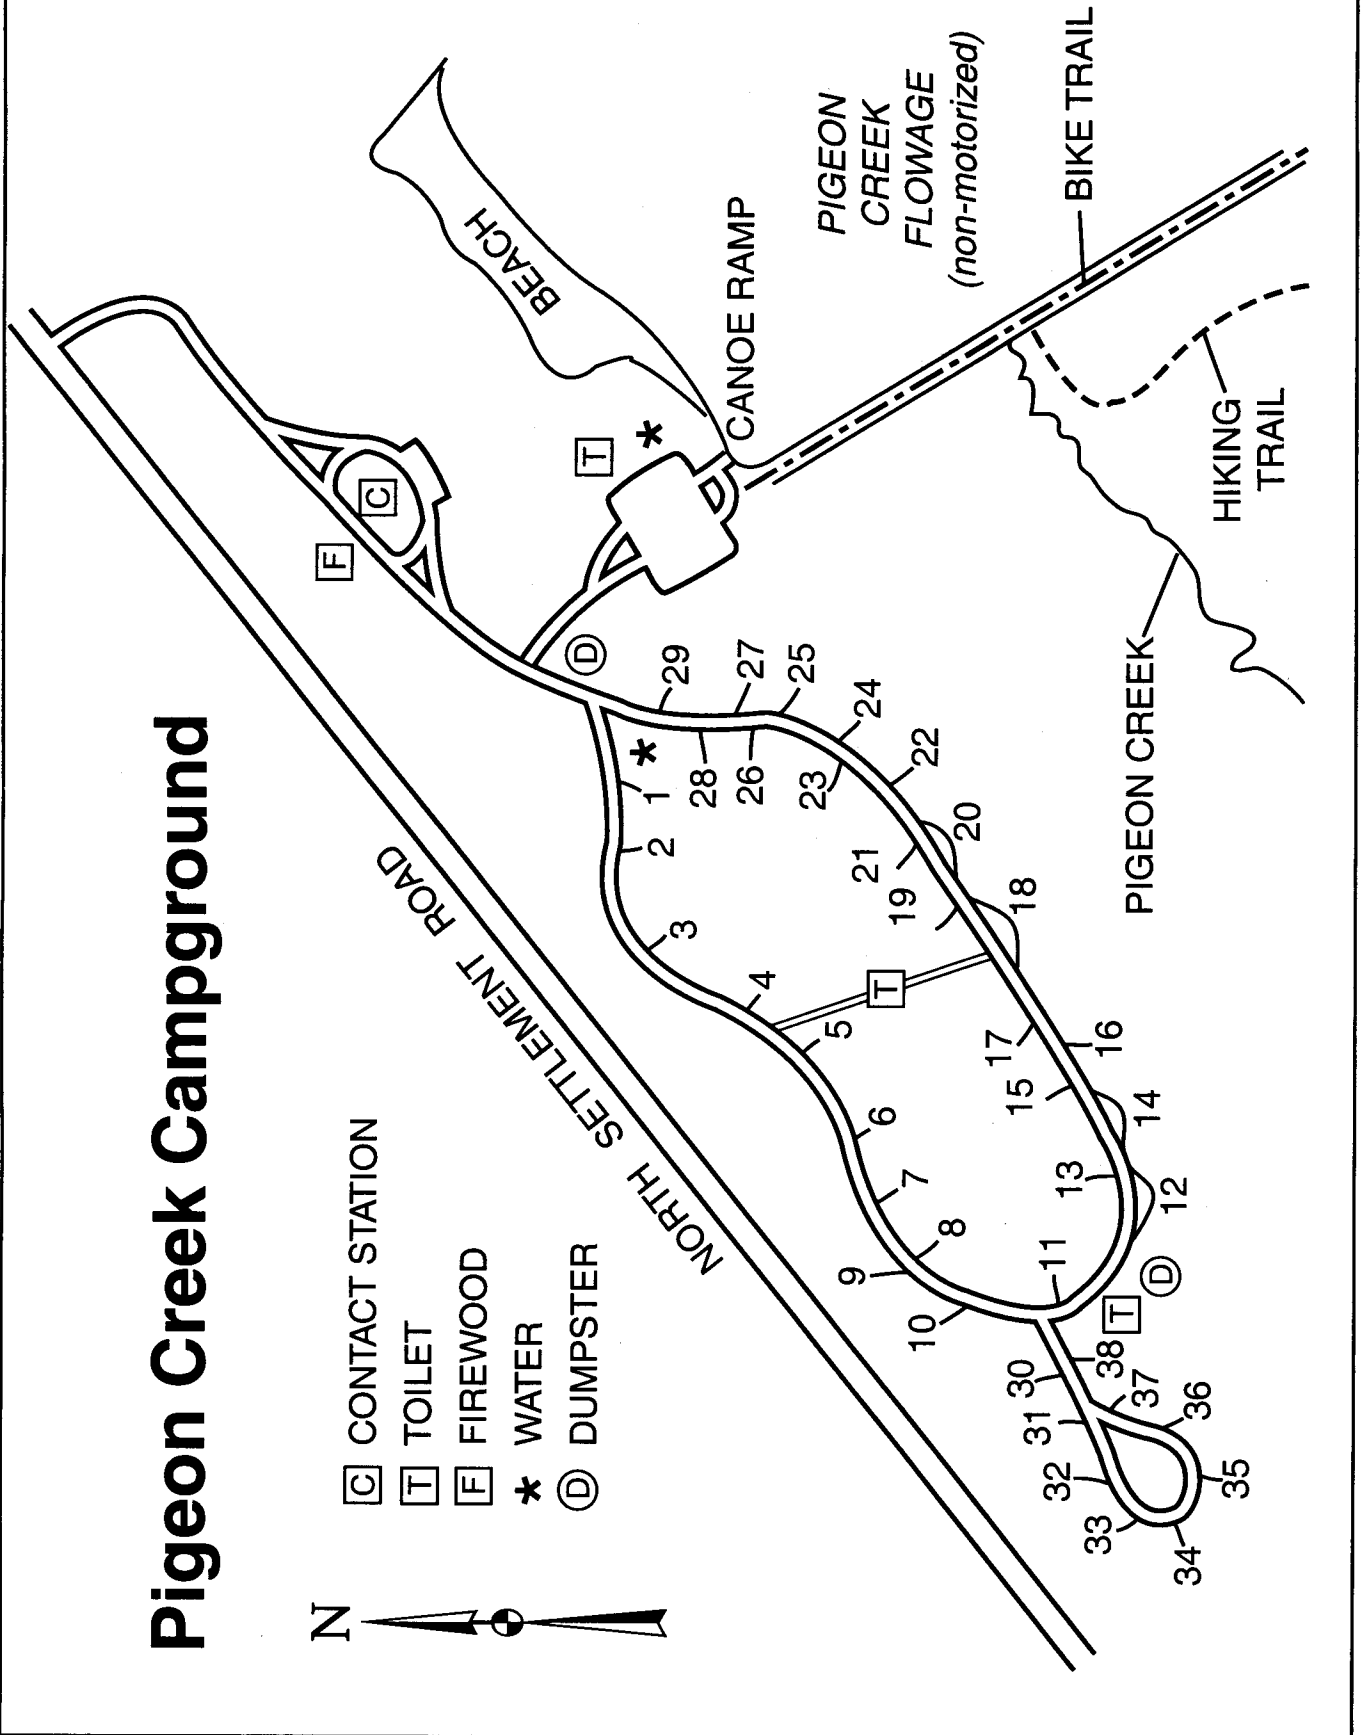 Pigeon Creek Campground
N
C CONTACT STATION
T TOILET
F FIREWOOD
* WATER
D DUMPSTER
NORTH SETTLEMENT ROAD
F
C
BEACH
T
*
CANOE RAMP
D
PIGEON
CREEK
FLOWAGE
(non-motorized)
BIKE TRAIL
HIKING
TRAIL
PIGEON CREEK
*
1
2
3
4
5
6
7
8
9
10
11
12
13
14
15
16
17
18
19
20
21
22
23
24
25
26
27
28
29
T
T
D
30
31
32
33
34
35
36
37
38